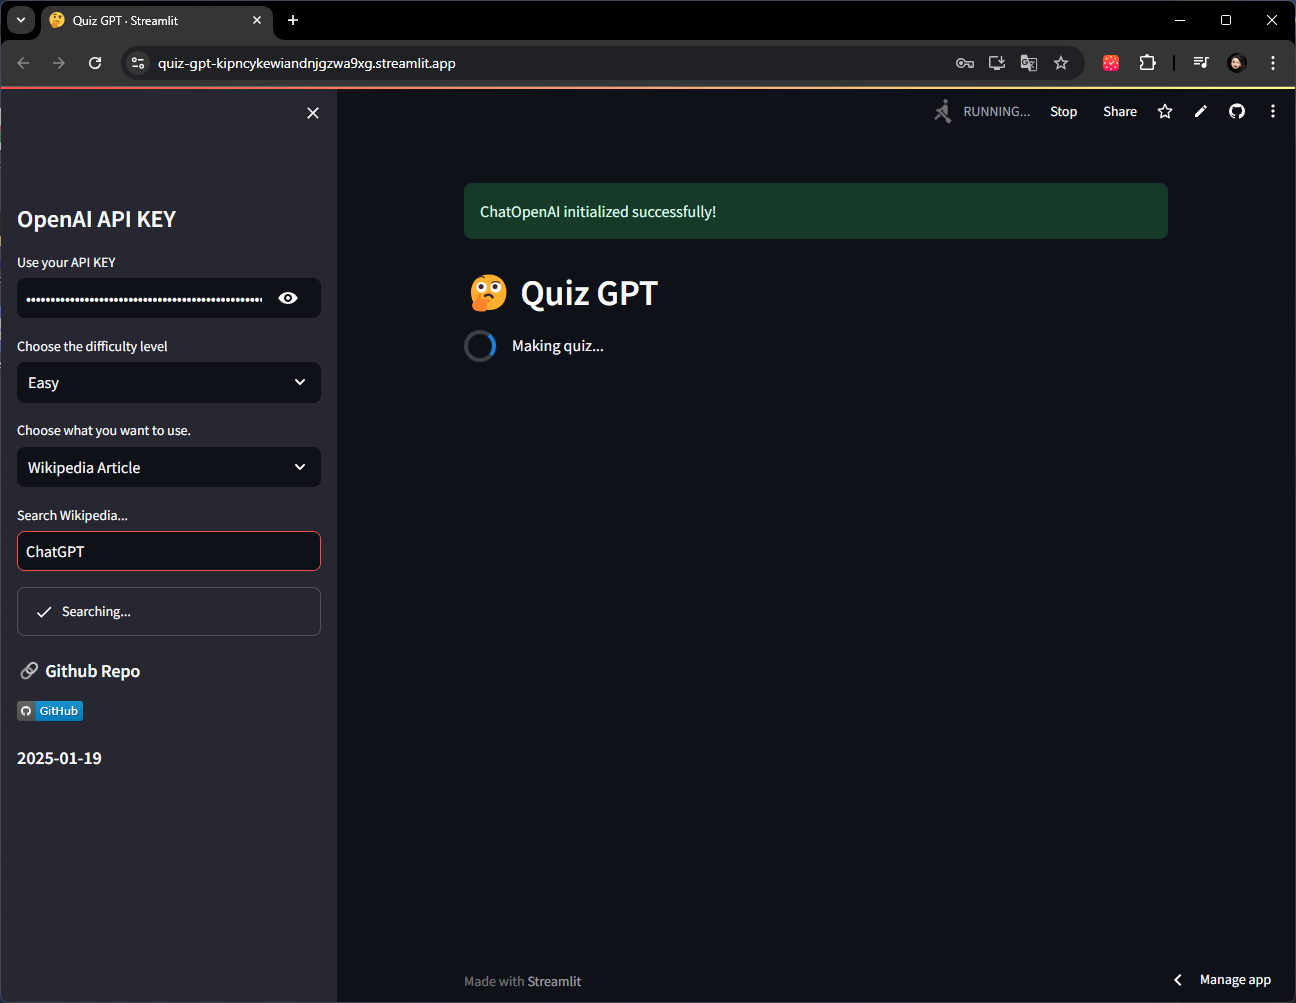 Quiz GPT · Streamlit
quiz-gpt-kipncykewiandnjgzwa9xg.streamlit.app
RUNNING... Stop Share
OpenAI API KEY
Use your API KEY
Choose the difficulty level
Easy
Choose what you want to use.
Wikipedia Article
Search Wikipedia...
ChatGPT
Searching...
Github Repo
GitHub
2025-01-19
ChatOpenAI initialized successfully!
Quiz GPT
Making quiz...
Made with Streamlit
Manage app